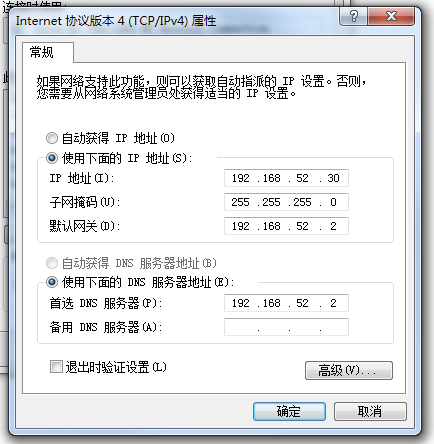 连接时使用:
Internet 协议版本 4 (TCP/IPv4) 属性
常规
如果网络支持此功能，则可以获取自动指派的 IP 设置。否则，
您需要从网络系统管理员处获得适当的 IP 设置。
自动获得 IP 地址(O)
使用下面的 IP 地址(S):
IP 地址(I): 192 .168 . 52 . 30
子网掩码(U): 255 .255 .255 . 0
默认网关(D): 192 .168 . 52 . 2
自动获得 DNS 服务器地址(B)
使用下面的 DNS 服务器地址(E):
首选 DNS 服务器(P): 192 .168 . 52 . 2
备用 DNS 服务器(A): . . .
退出时验证设置(L)
高级(V)...
确定 取消